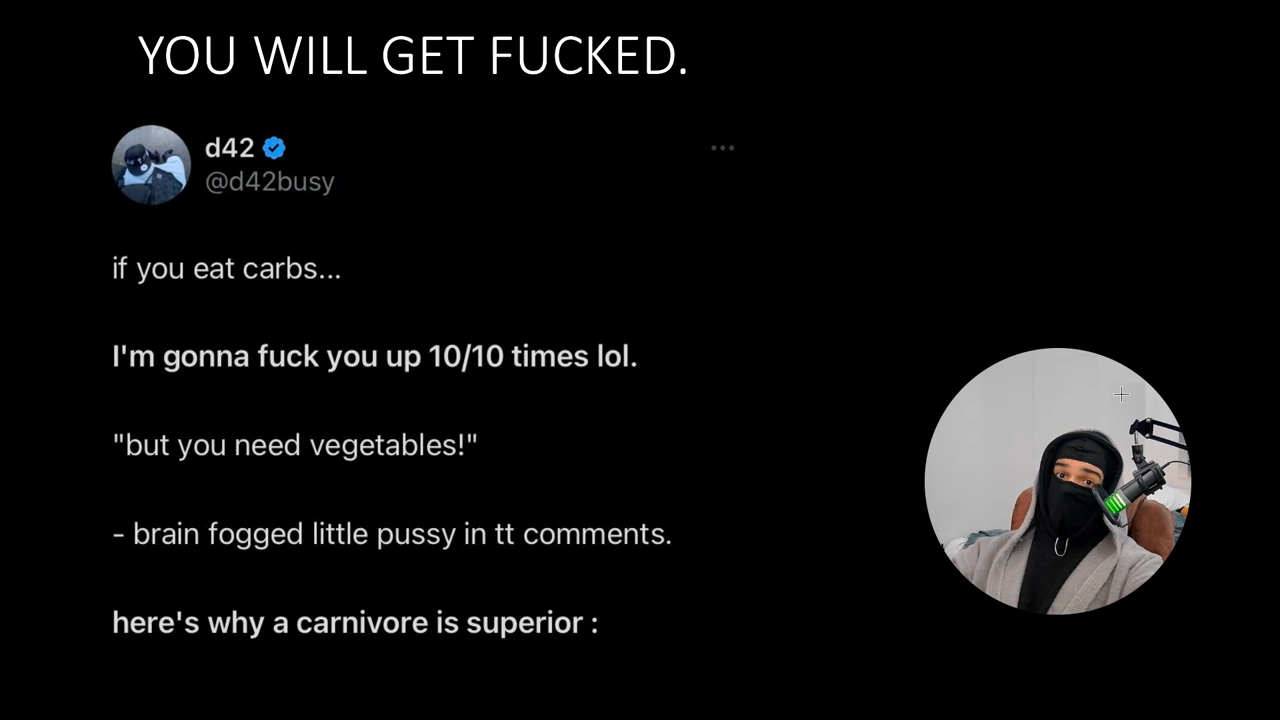 YOU WILL GET FUCKED.
d42
@d42busy
if you eat carbs...
I'm gonna fuck you up 10/10 times lol.
"but you need vegetables!"
- brain fogged little pussy in tt comments.
here's why a carnivore is superior :